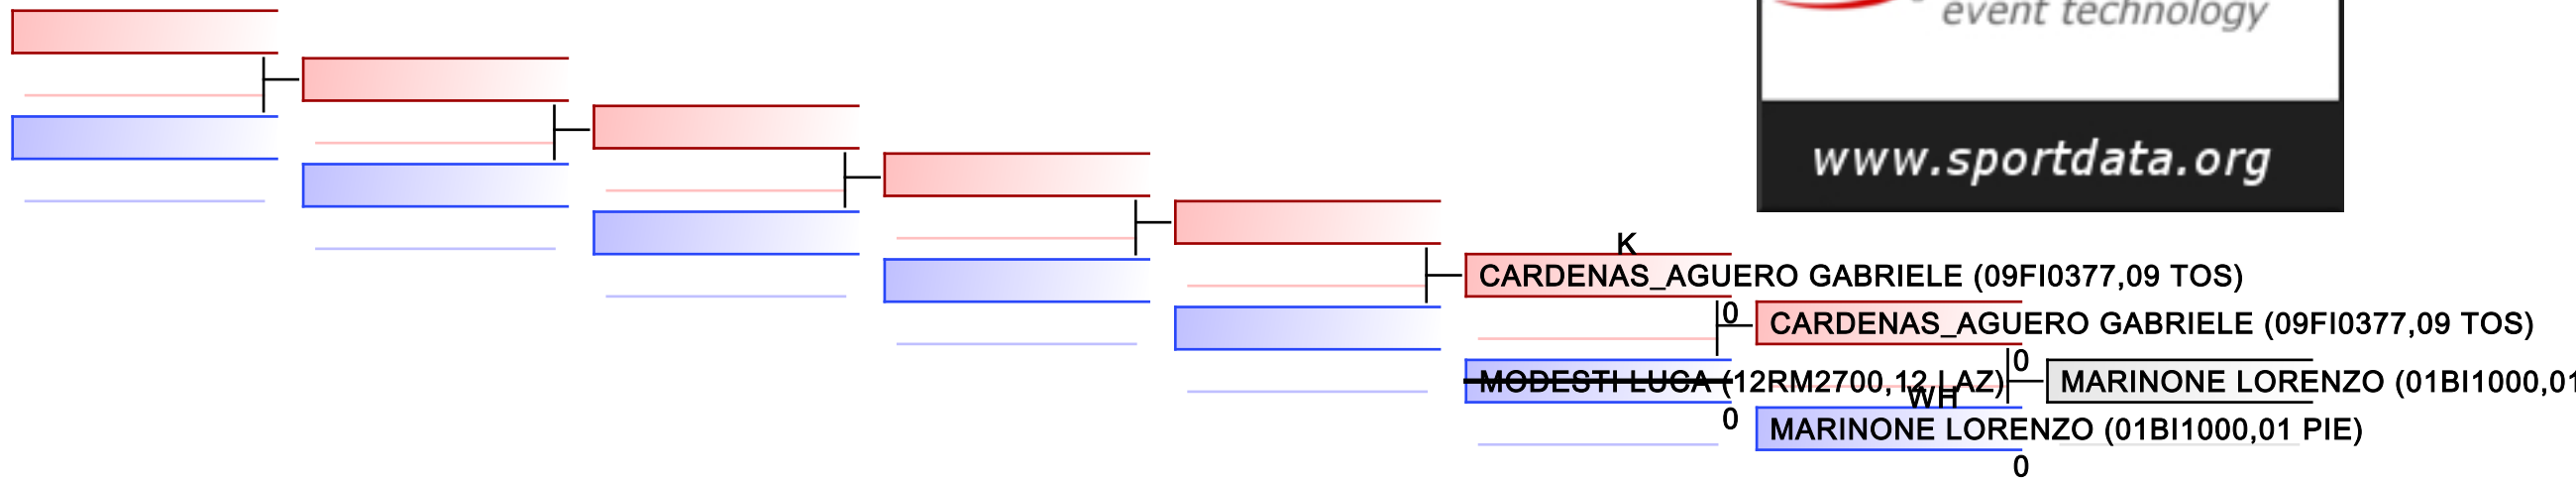 event technology
www.sportdata.org
K
CARDENAS_AGUERO GABRIELE (09FI0377,09 TOS)
0
CARDENAS_AGUERO GABRIELE (09FI0377,09 TOS)
0
MODESTI LUCA (12RM2700,12 LAZ)
MARINONE LORENZO (01BI1000,01
WH
0
MARINONE LORENZO (01BI1000,01 PIE)
0